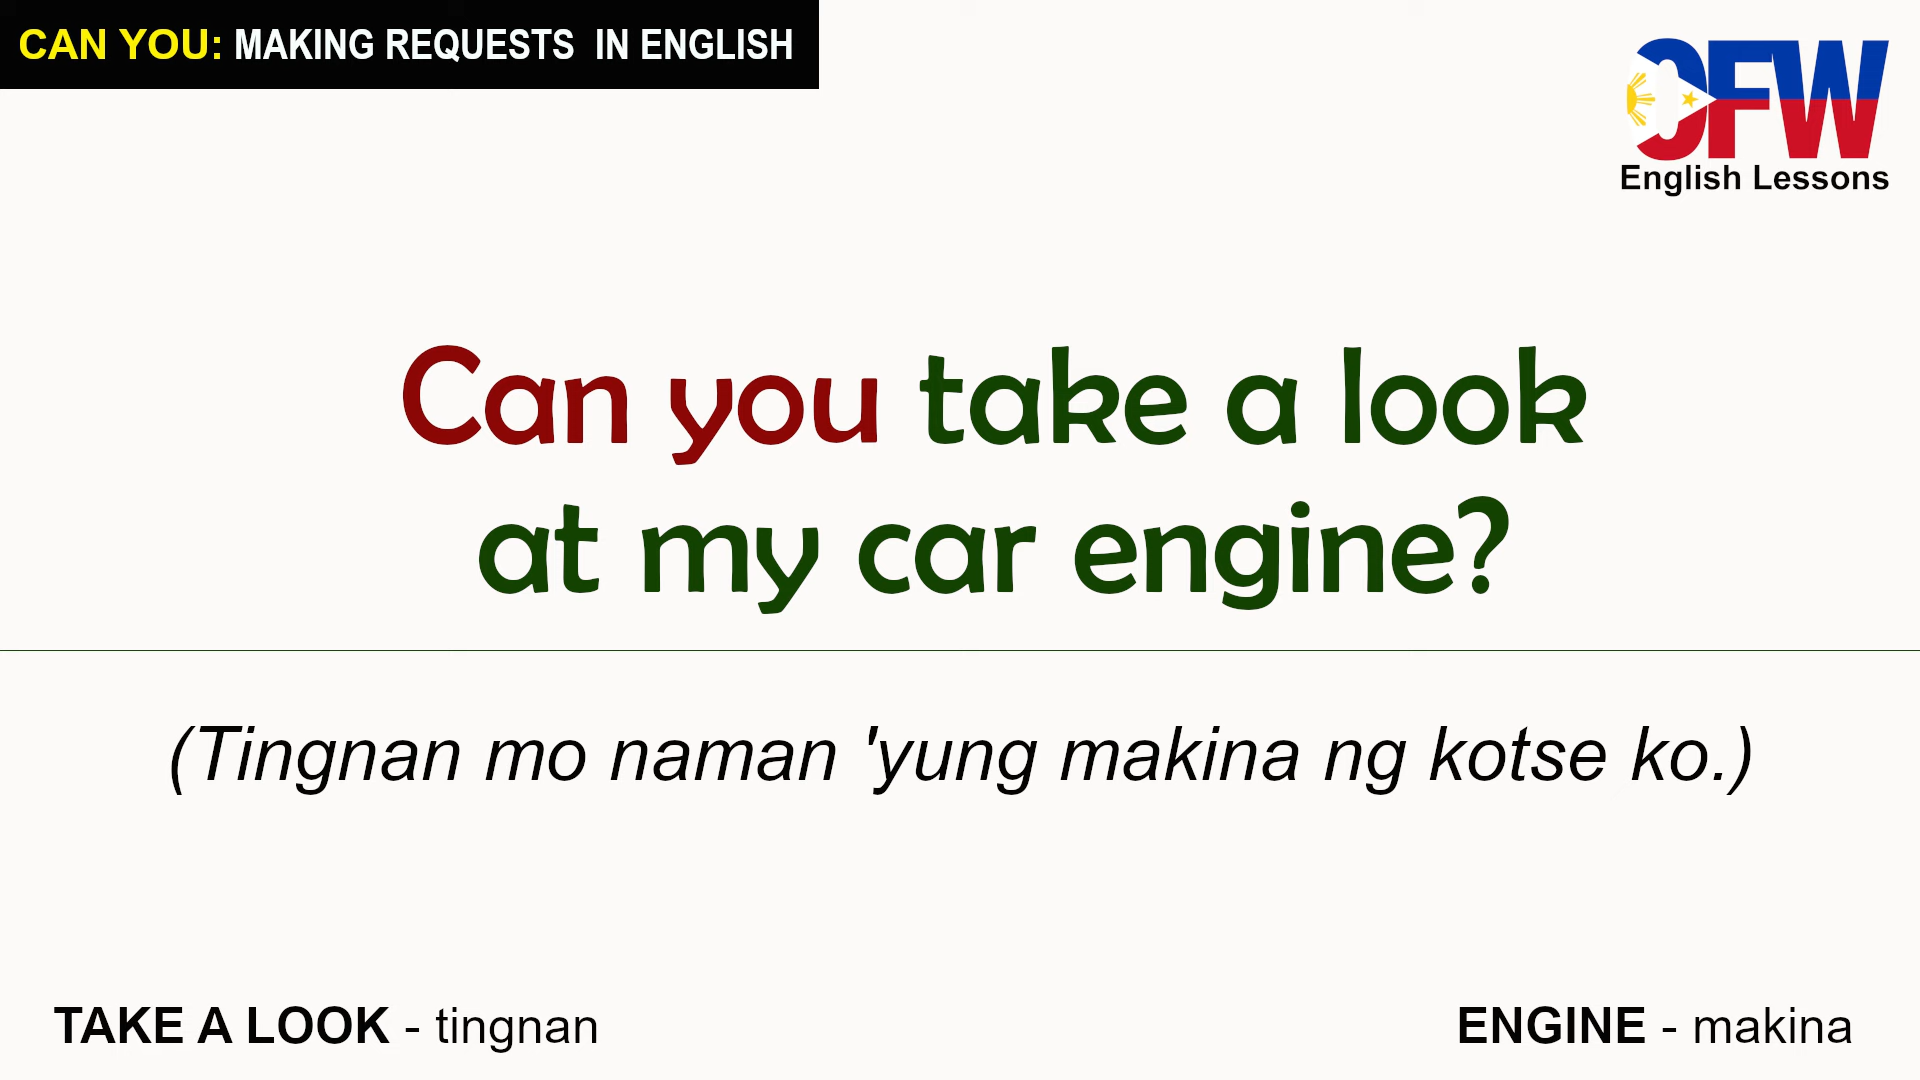 CAN YOU: MAKING REQUESTS IN ENGLISH
OFW
English Lessons
Can you take a look
at my car engine?
(Tingnan mo naman 'yung makina ng kotse ko.)
TAKE A LOOK - tingnan
ENGINE - makina